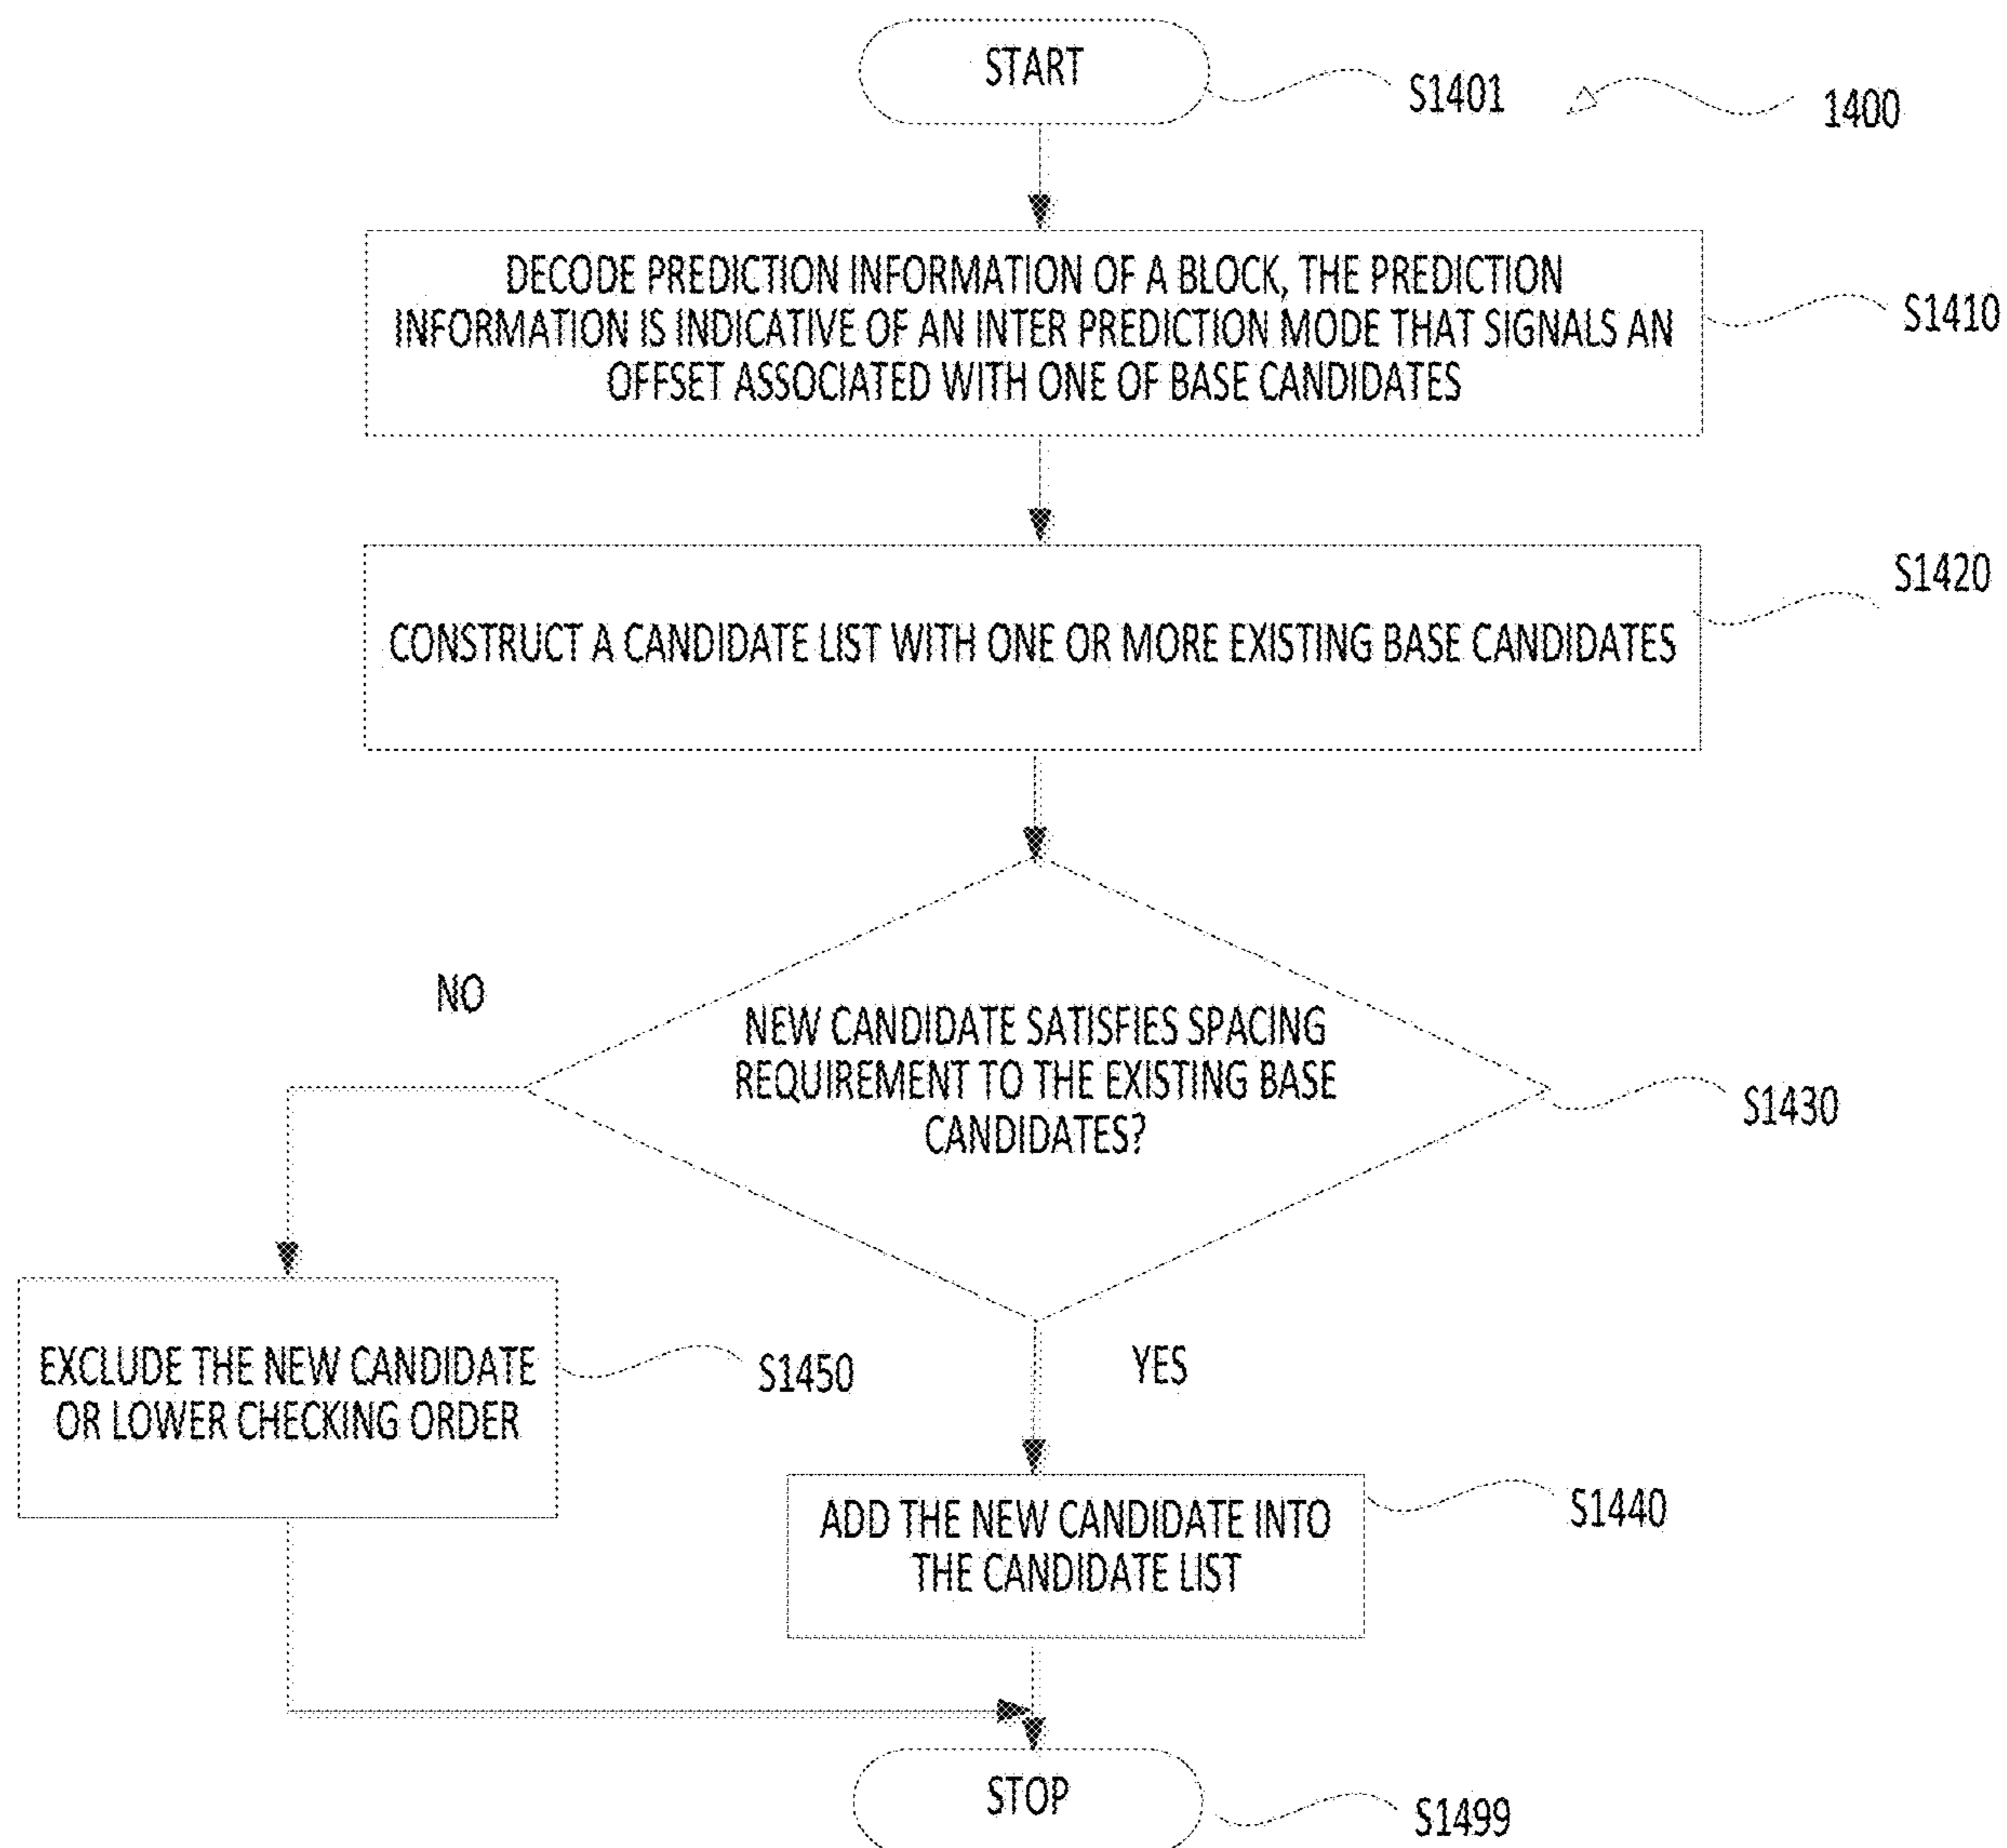 START
S1401
1400
DECODE PREDICTION INFORMATION OF A BLOCK, THE PREDICTION
INFORMATION IS INDICATIVE OF AN INTER PREDICTION MODE THAT SIGNALS AN
OFFSET ASSOCIATED WITH ONE OF BASE CANDIDATES
S1410
CONSTRUCT A CANDIDATE LIST WITH ONE OR MORE EXISTING BASE CANDIDATES
S1420
NO
NEW CANDIDATE SATISFIES SPACING
REQUIREMENT TO THE EXISTING BASE
CANDIDATES?
S1430
EXCLUDE THE NEW CANDIDATE
OR LOWER CHECKING ORDER
S1450
YES
ADD THE NEW CANDIDATE INTO
THE CANDIDATE LIST
S1440
STOP
S1499